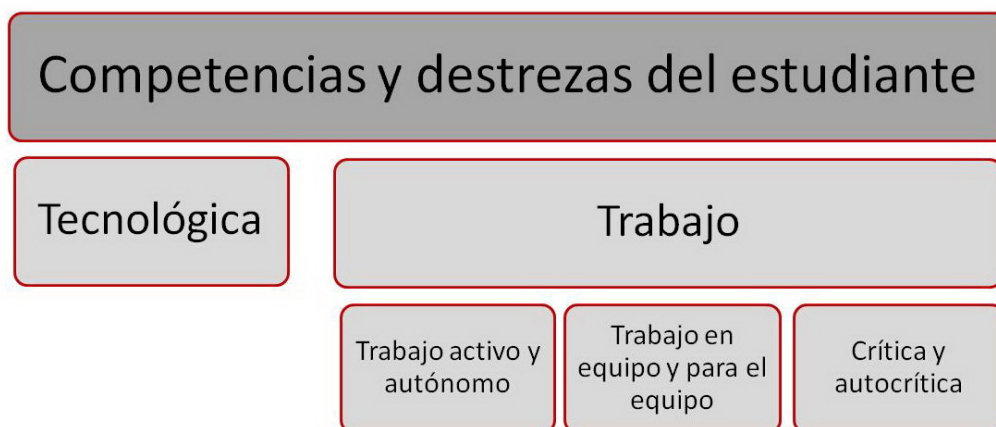 Competencias y destrezas del estudiante
Tecnológica
Trabajo
Trabajo activo y
autónomo
Trabajo en
equipo y para el
equipo
Crítica y
autocrítica